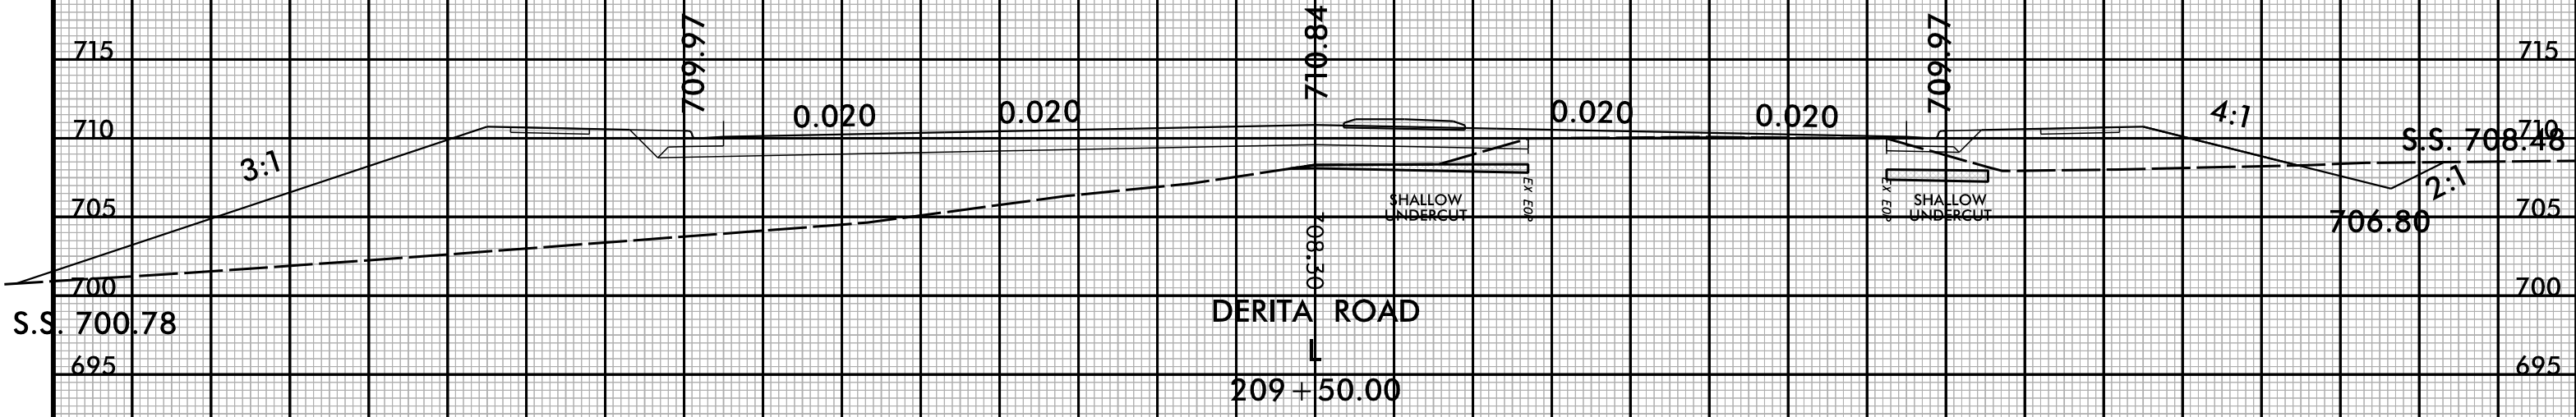 709.97
710.84
709.97
715
715
0.020
0.020
0.020
0.020
4:1
710
710
S.S. 708.48
3:1
2:1
EX EOP
EX EOP
705
SHALLOW
UNDERCUT
SHALLOW
UNDERCUT
705
706.80
708.30
700
700
S.S. 700.78
DERITA ROAD
L
695
695
209+50.00